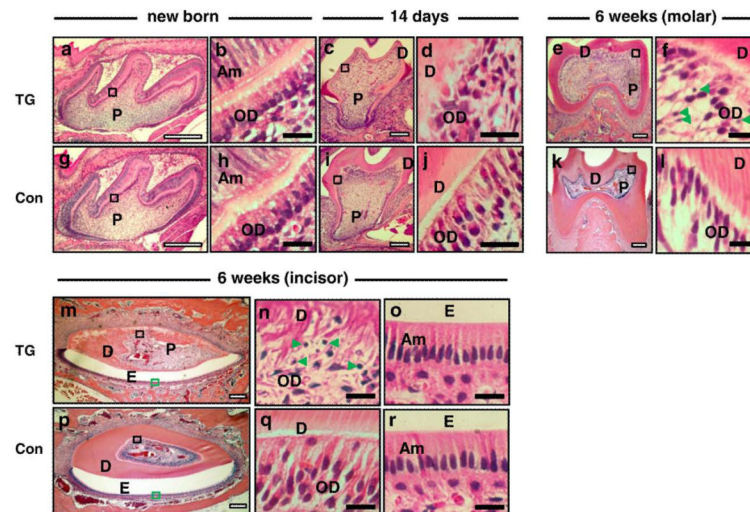 new born 14 days 6 weeks (molar)
TG
a Am P b OD c D P d D OD e D P f D OD
Con
g P h Am OD i D P j D OD k D P l D OD
6 weeks (incisor)
TG
m D P E n D OD o E Am
Con
p D E q D OD r E Am